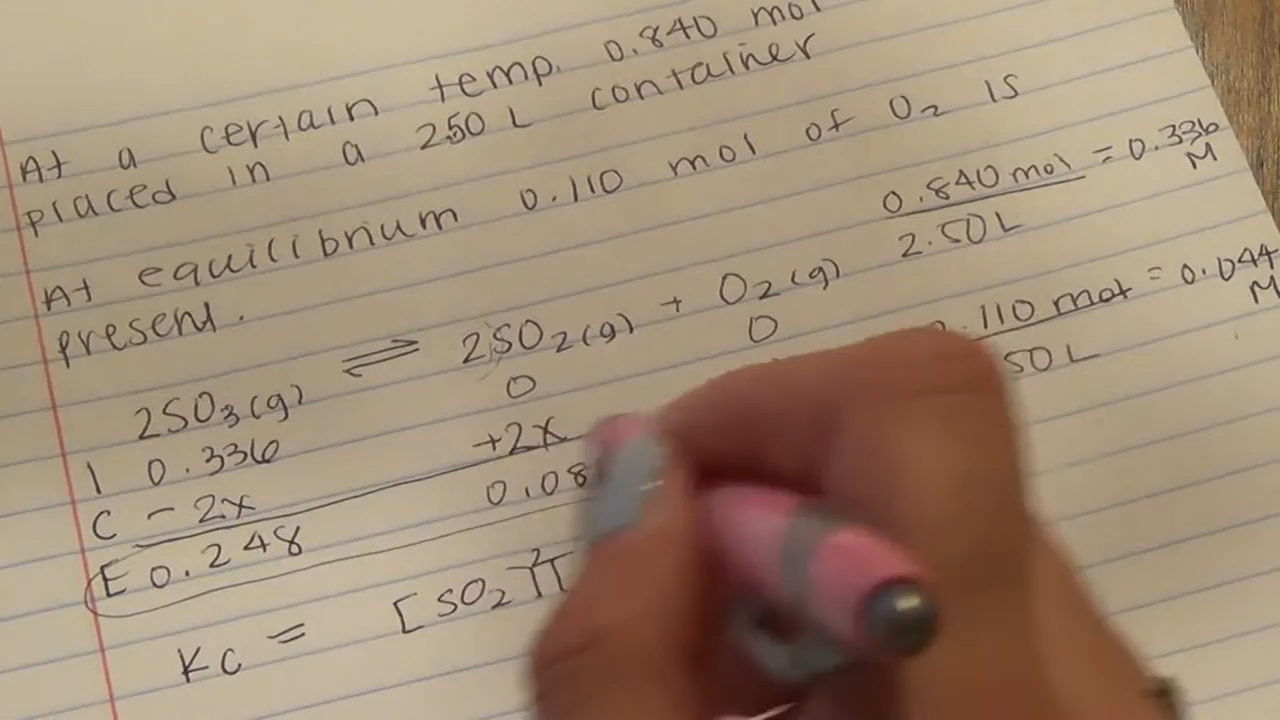 At a certain temp. 0.840 mol
placed in a 250 L container
At equilibrium 0.110 mol of O2 is
present.
0.840 mol = 0.336
2.50L M
.110 mol = 0.044
50 L M
2SO3(g) ⇌ 2SO2(g) + O2(g)
I 0.336 0 0
C - 2x +2x
E 0.248 0.08
Kc = [SO2]²[